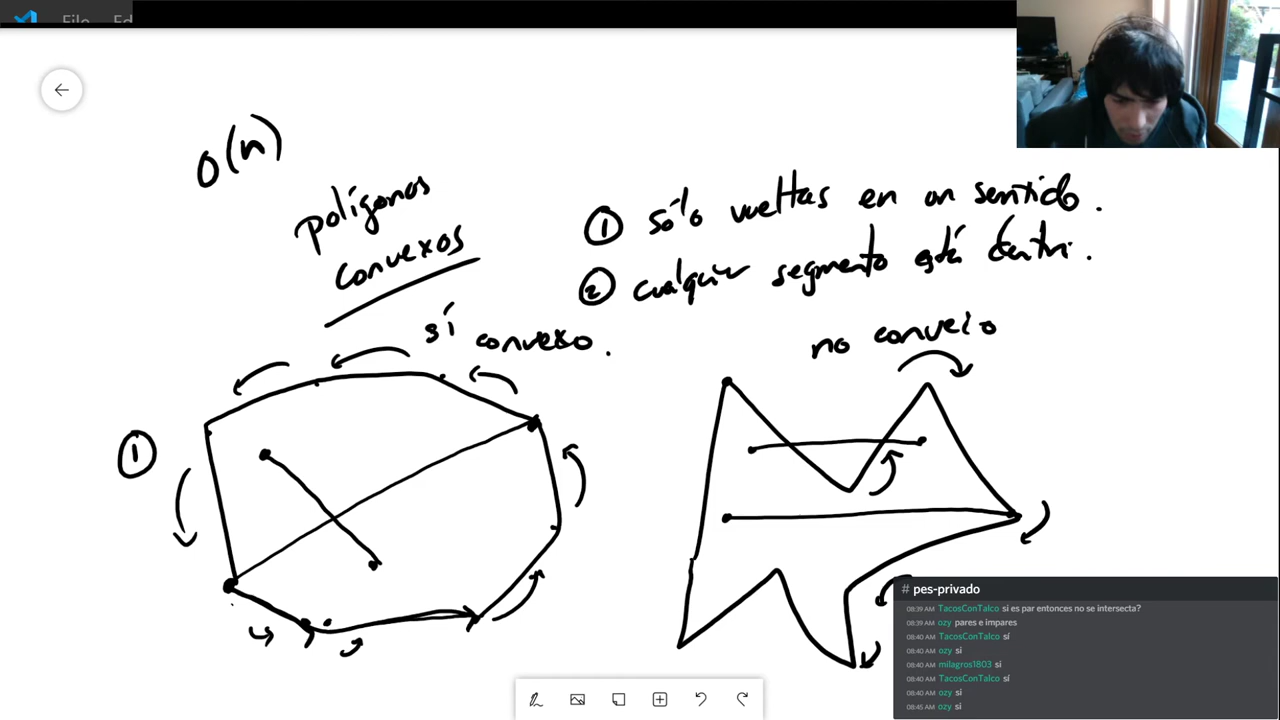 File Ed
O(n)
polígonos
convexos
① sólo vueltas en un sentido.
② cualquier segmento está dentri.
sí convexo.
no convexo
①
# pes-privado
08:39 AM TacosConTalco si es par entonces no se intersecta?
08:39 AM ozy pares e impares
08:40 AM TacosConTalco sí
08:40 AM ozy si
08:40 AM milagros1803 si
08:40 AM TacosConTalco sí
08:40 AM ozy si
08:45 AM ozy si